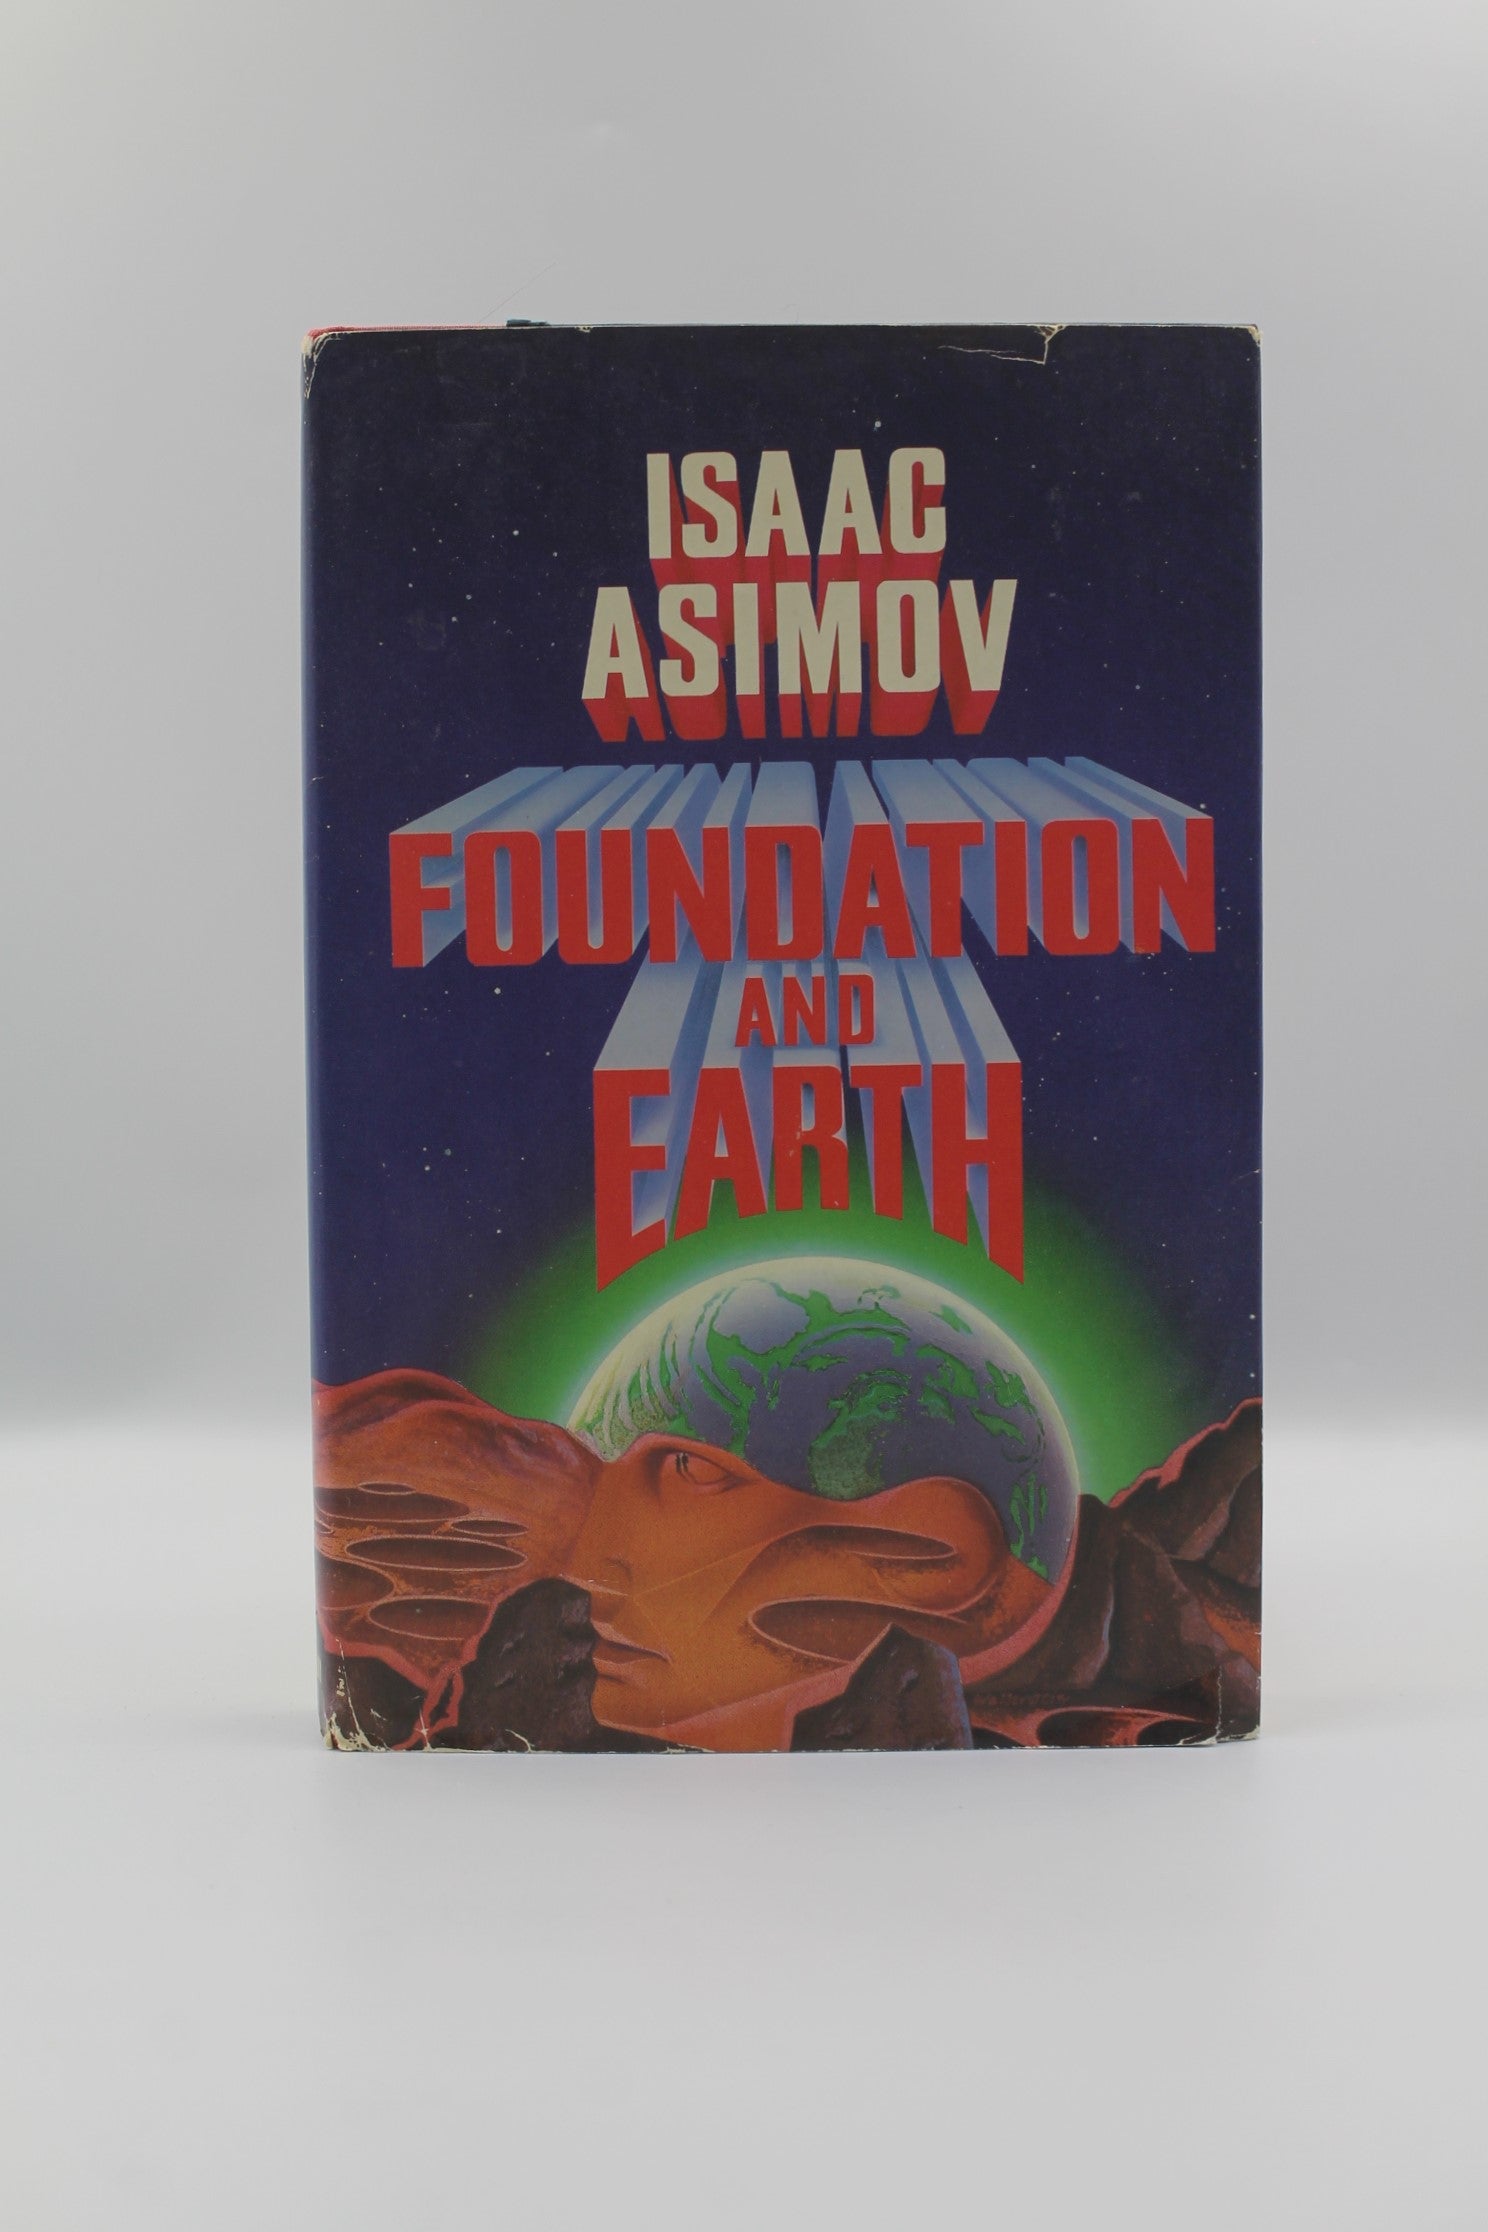 ISAAC
ASIMOV
FOUNDATION
AND
EARTH